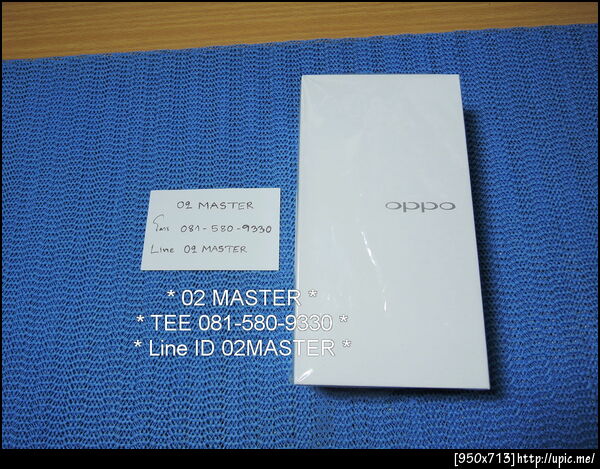 oppo
02 MASTER
โทร 081-580-9330
Line 02 MASTER
* 02 MASTER *
* TEE 081-580-9330 *
* Line ID 02MASTER *
[950x713]http://upic.me/